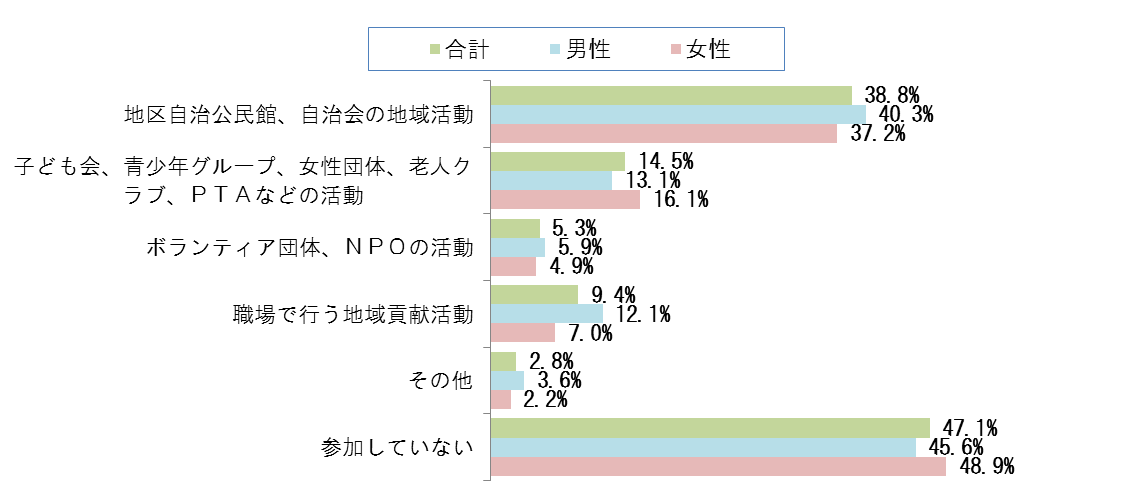 合計 男性 女性
地区自治公民館、自治会の地域活動
38.8%
40.3%
37.2%
子ども会、青少年グループ、女性団体、老人ク
ラブ、ＰＴＡなどの活動
14.5%
13.1%
16.1%
ボランティア団体、ＮＰＯの活動
5.3%
5.9%
4.9%
職場で行う地域貢献活動
9.4%
12.1%
7.0%
その他
2.8%
3.6%
2.2%
参加していない
47.1%
45.6%
48.9%